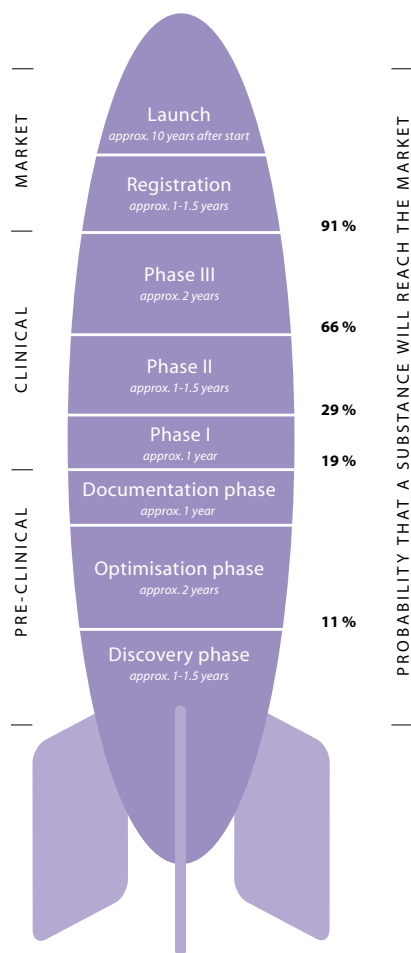 Launch
approx. 10 years after start
Registration
approx. 1-1.5 years
91 %
Phase III
approx. 2 years
66 %
Phase II
approx. 1-1.5 years
29 %
Phase I
approx. 1 year
19 %
Documentation phase
approx. 1 year
Optimisation phase
approx. 2 years
11 %
Discovery phase
approx. 1-1.5 years
MARKET
CLINICAL
PRE-CLINICAL
PROBABILITY THAT A SUBSTANCE WILL REACH THE MARKET